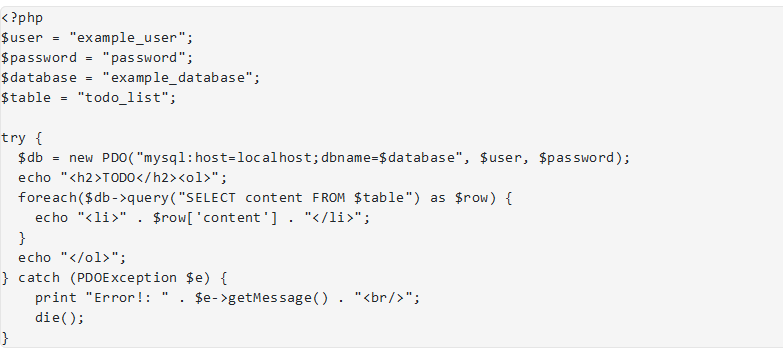 <?php
$user = "example_user";
$password = "password";
$database = "example_database";
$table = "todo_list";

try {
  $db = new PDO("mysql:host=localhost;dbname=$database", $user, $password);
  echo "<h2>TODO</h2><ol>";
  foreach($db->query("SELECT content FROM $table") as $row) {
    echo "<li>" . $row['content'] . "</li>";
  }
  echo "</ol>";
} catch (PDOException $e) {
    print "Error!: " . $e->getMessage() . "<br/>";
    die();
}